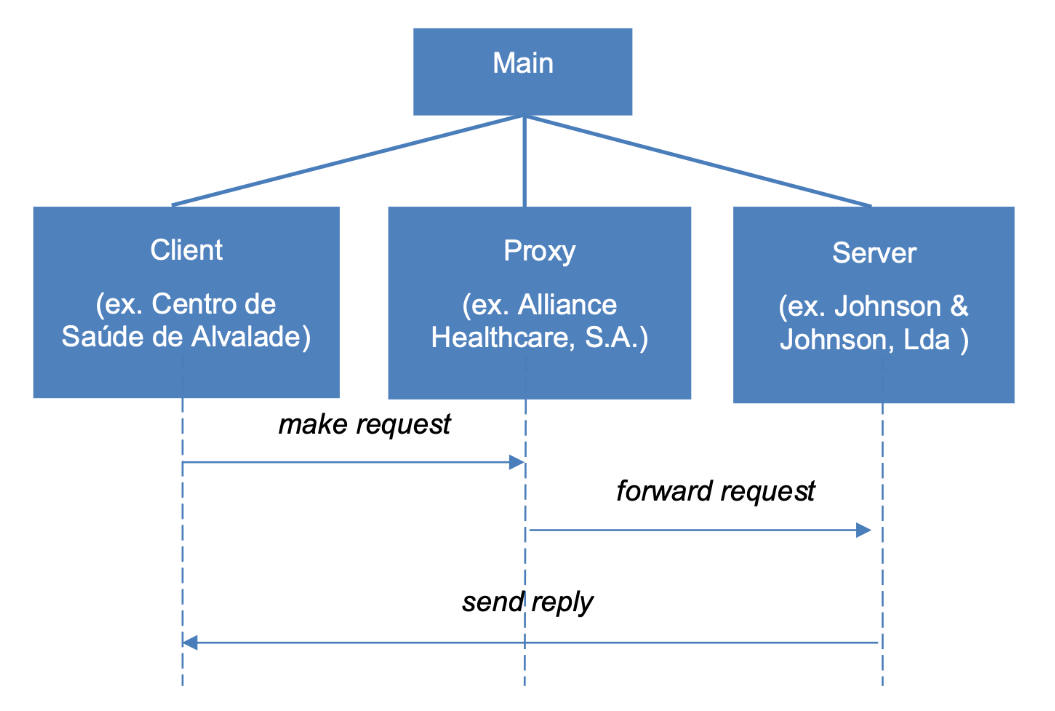 Main
Client
(ex. Centro de
Saúde de Alvalade)
Proxy
(ex. Alliance
Healthcare, S.A.)
Server
(ex. Johnson &
Johnson, Lda )
make request
forward request
send reply